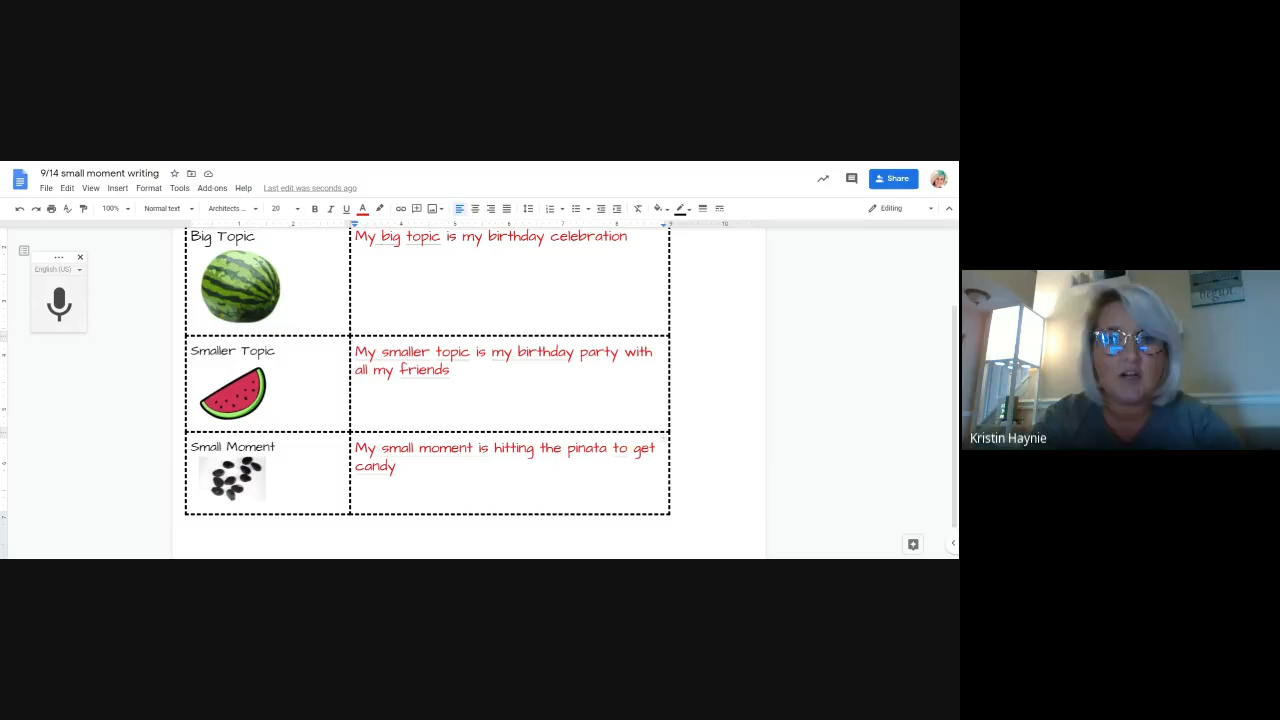 9/14 small moment writing
File Edit View Insert Format Tools Add-ons Help Last edit was seconds ago
Share
100% Normal text Architects ... 20 B I U A Editing
English (US)
Big Topic
My big topic is my birthday celebration
Smaller Topic
My smaller topic is my birthday party with
all my friends
Small Moment
My small moment is hitting the pinata to get
candy
elegant
Kristin Haynie